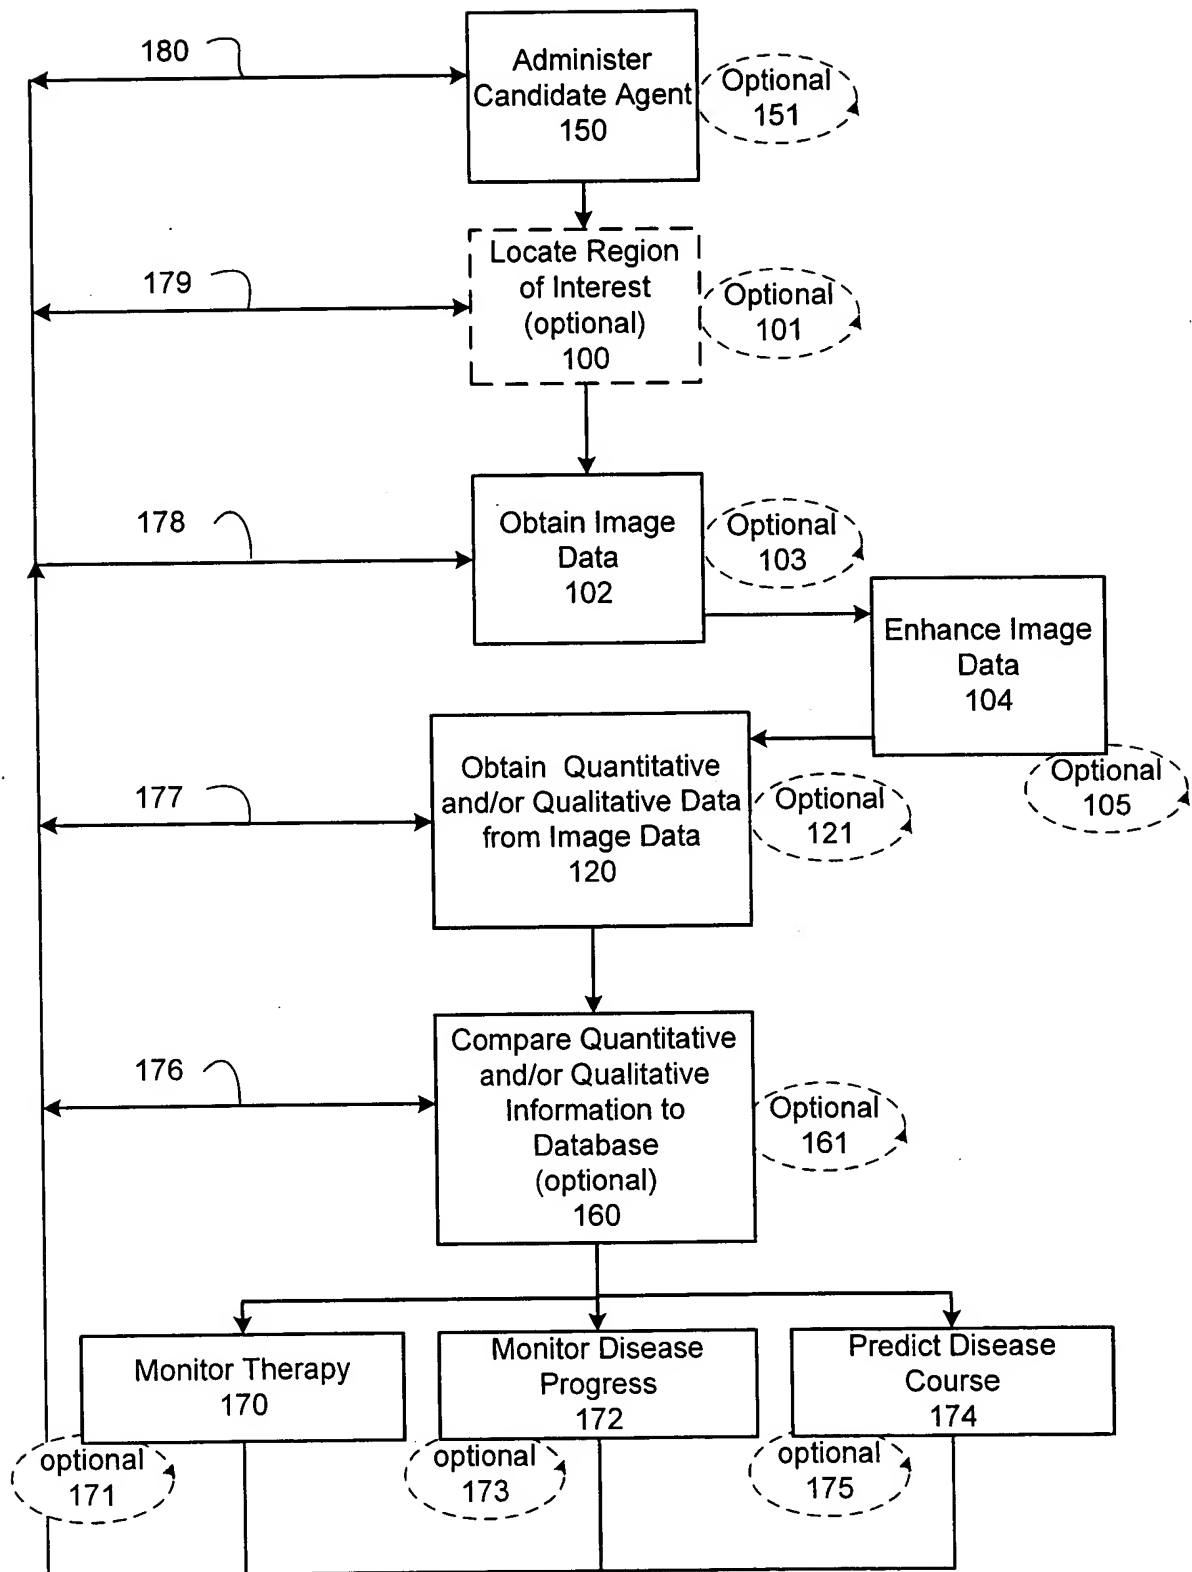 180
Administer
Candidate Agent
150
Optional
151
179
Locate Region
of Interest
(optional)
100
Optional
101
178
Obtain Image
Data
102
Optional
103
Enhance Image
Data
104
Optional
105
177
Obtain Quantitative
and/or Qualitative Data
from Image Data
120
Optional
121
176
Compare Quantitative
and/or Qualitative
Information to
Database
(optional)
160
Optional
161
Monitor Therapy
170
Monitor Disease
Progress
172
Predict Disease
Course
174
optional
171
optional
173
optional
175